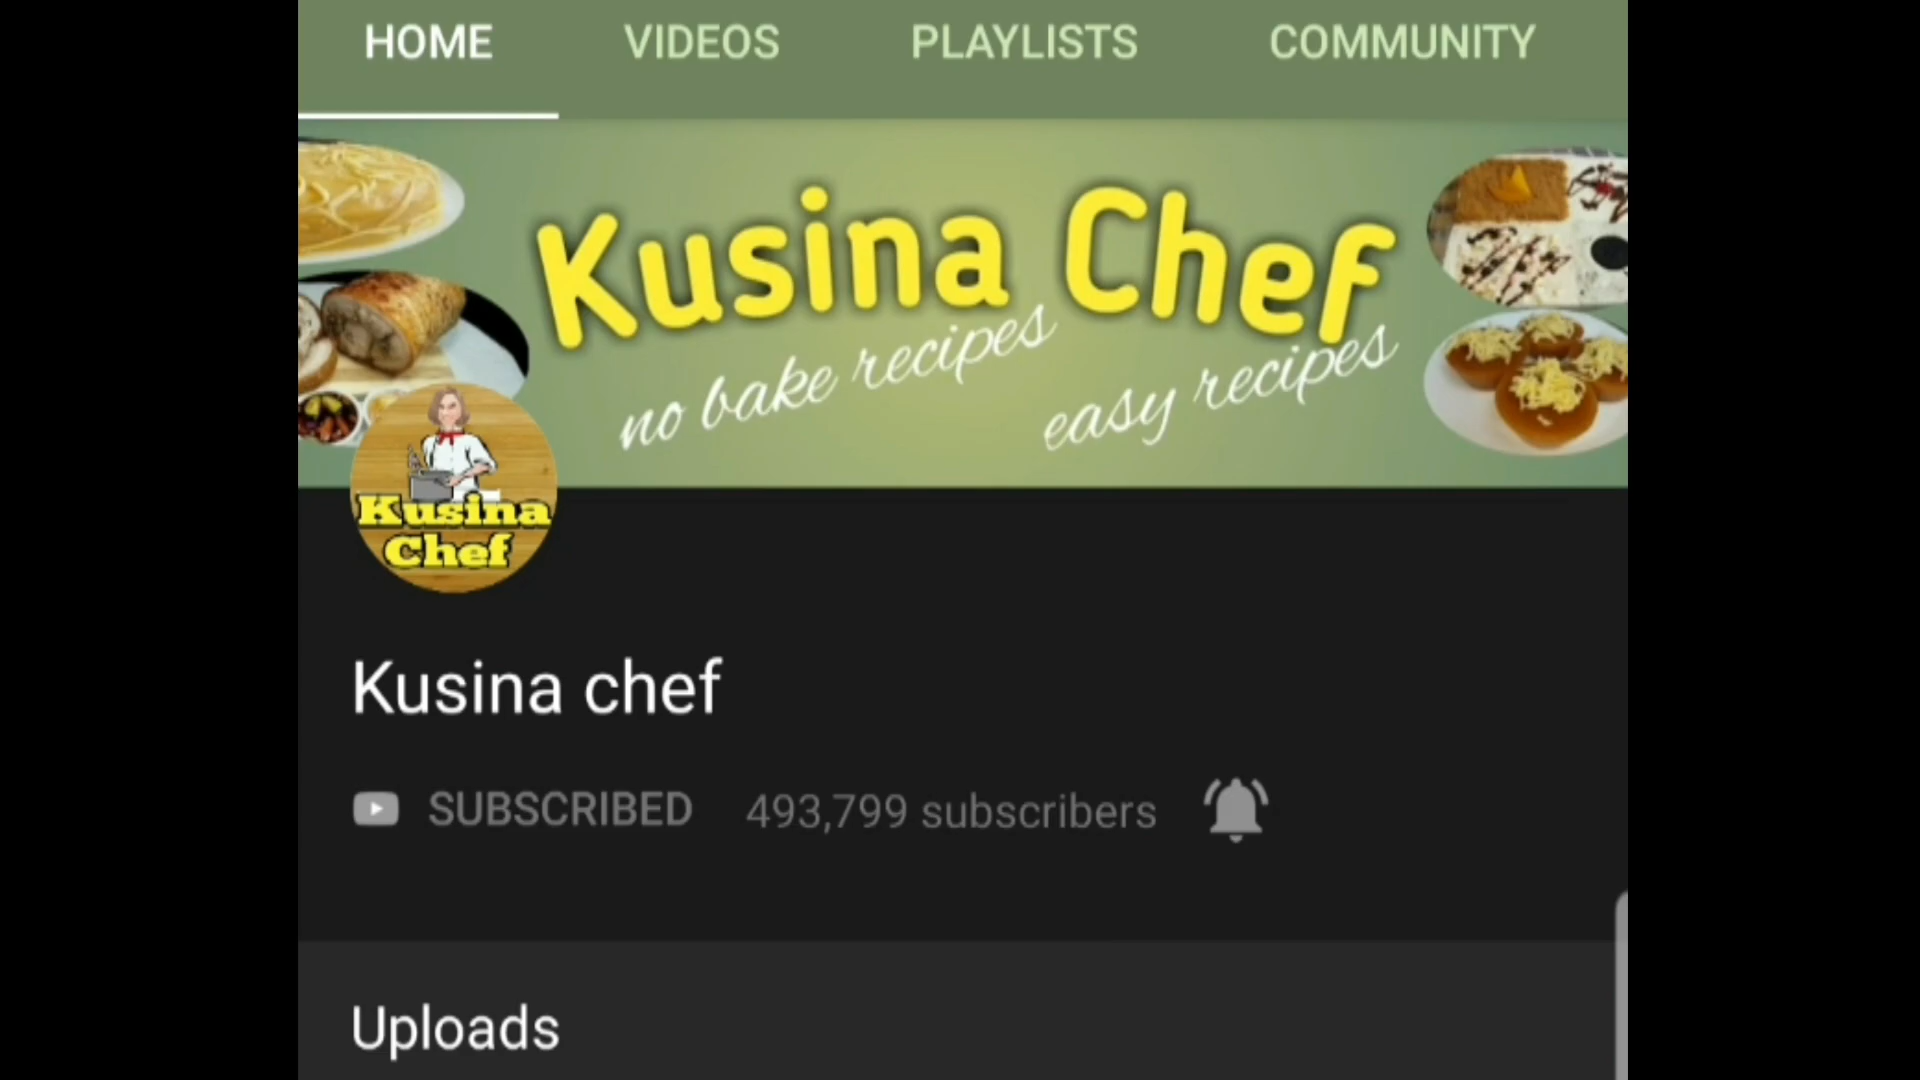 HOME VIDEOS PLAYLISTS COMMUNITY
Kusina Chef
no bake recipes
easy recipes
Kusina
Chef
Kusina chef
SUBSCRIBED 493,799 subscribers
Uploads